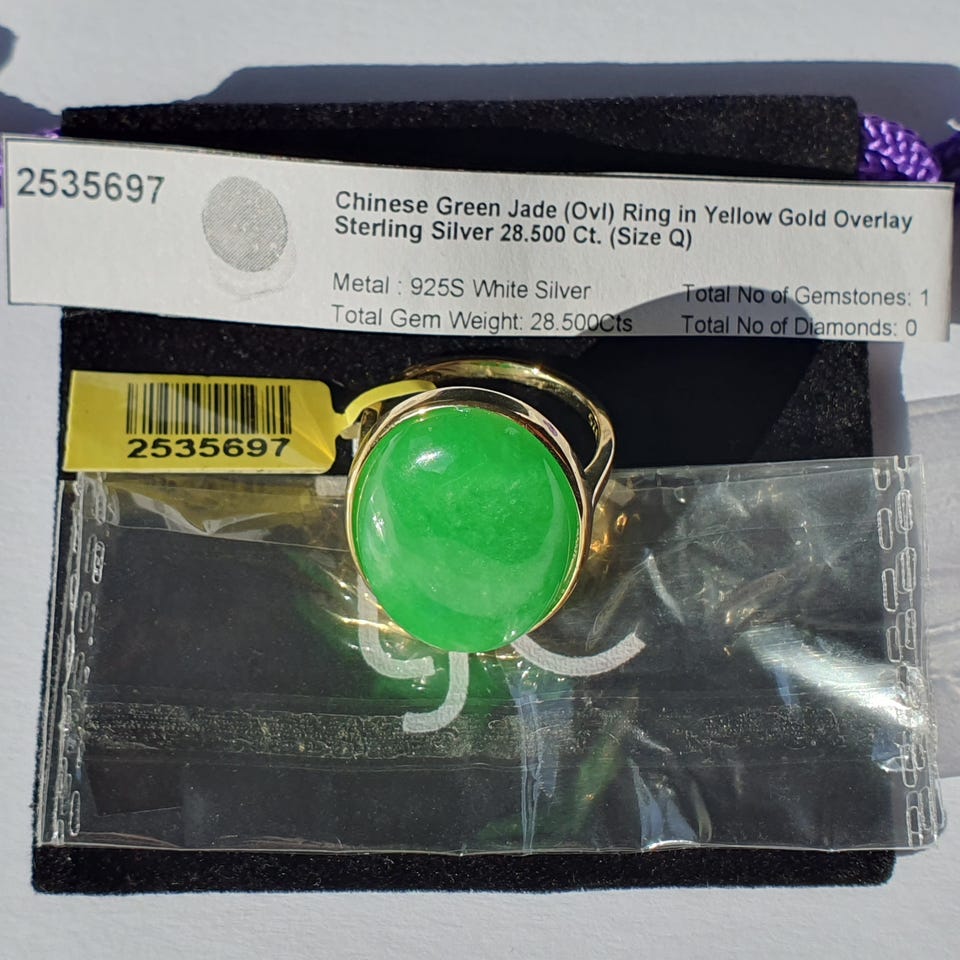 2535697
Chinese Green Jade (Ovl) Ring in Yellow Gold Overlay
Sterling Silver 28.500 Ct. (Size Q)
Metal : 925S White Silver
Total No of Gemstones: 1
Total Gem Weight: 28.500Cts
Total No of Diamonds: 0
2535697